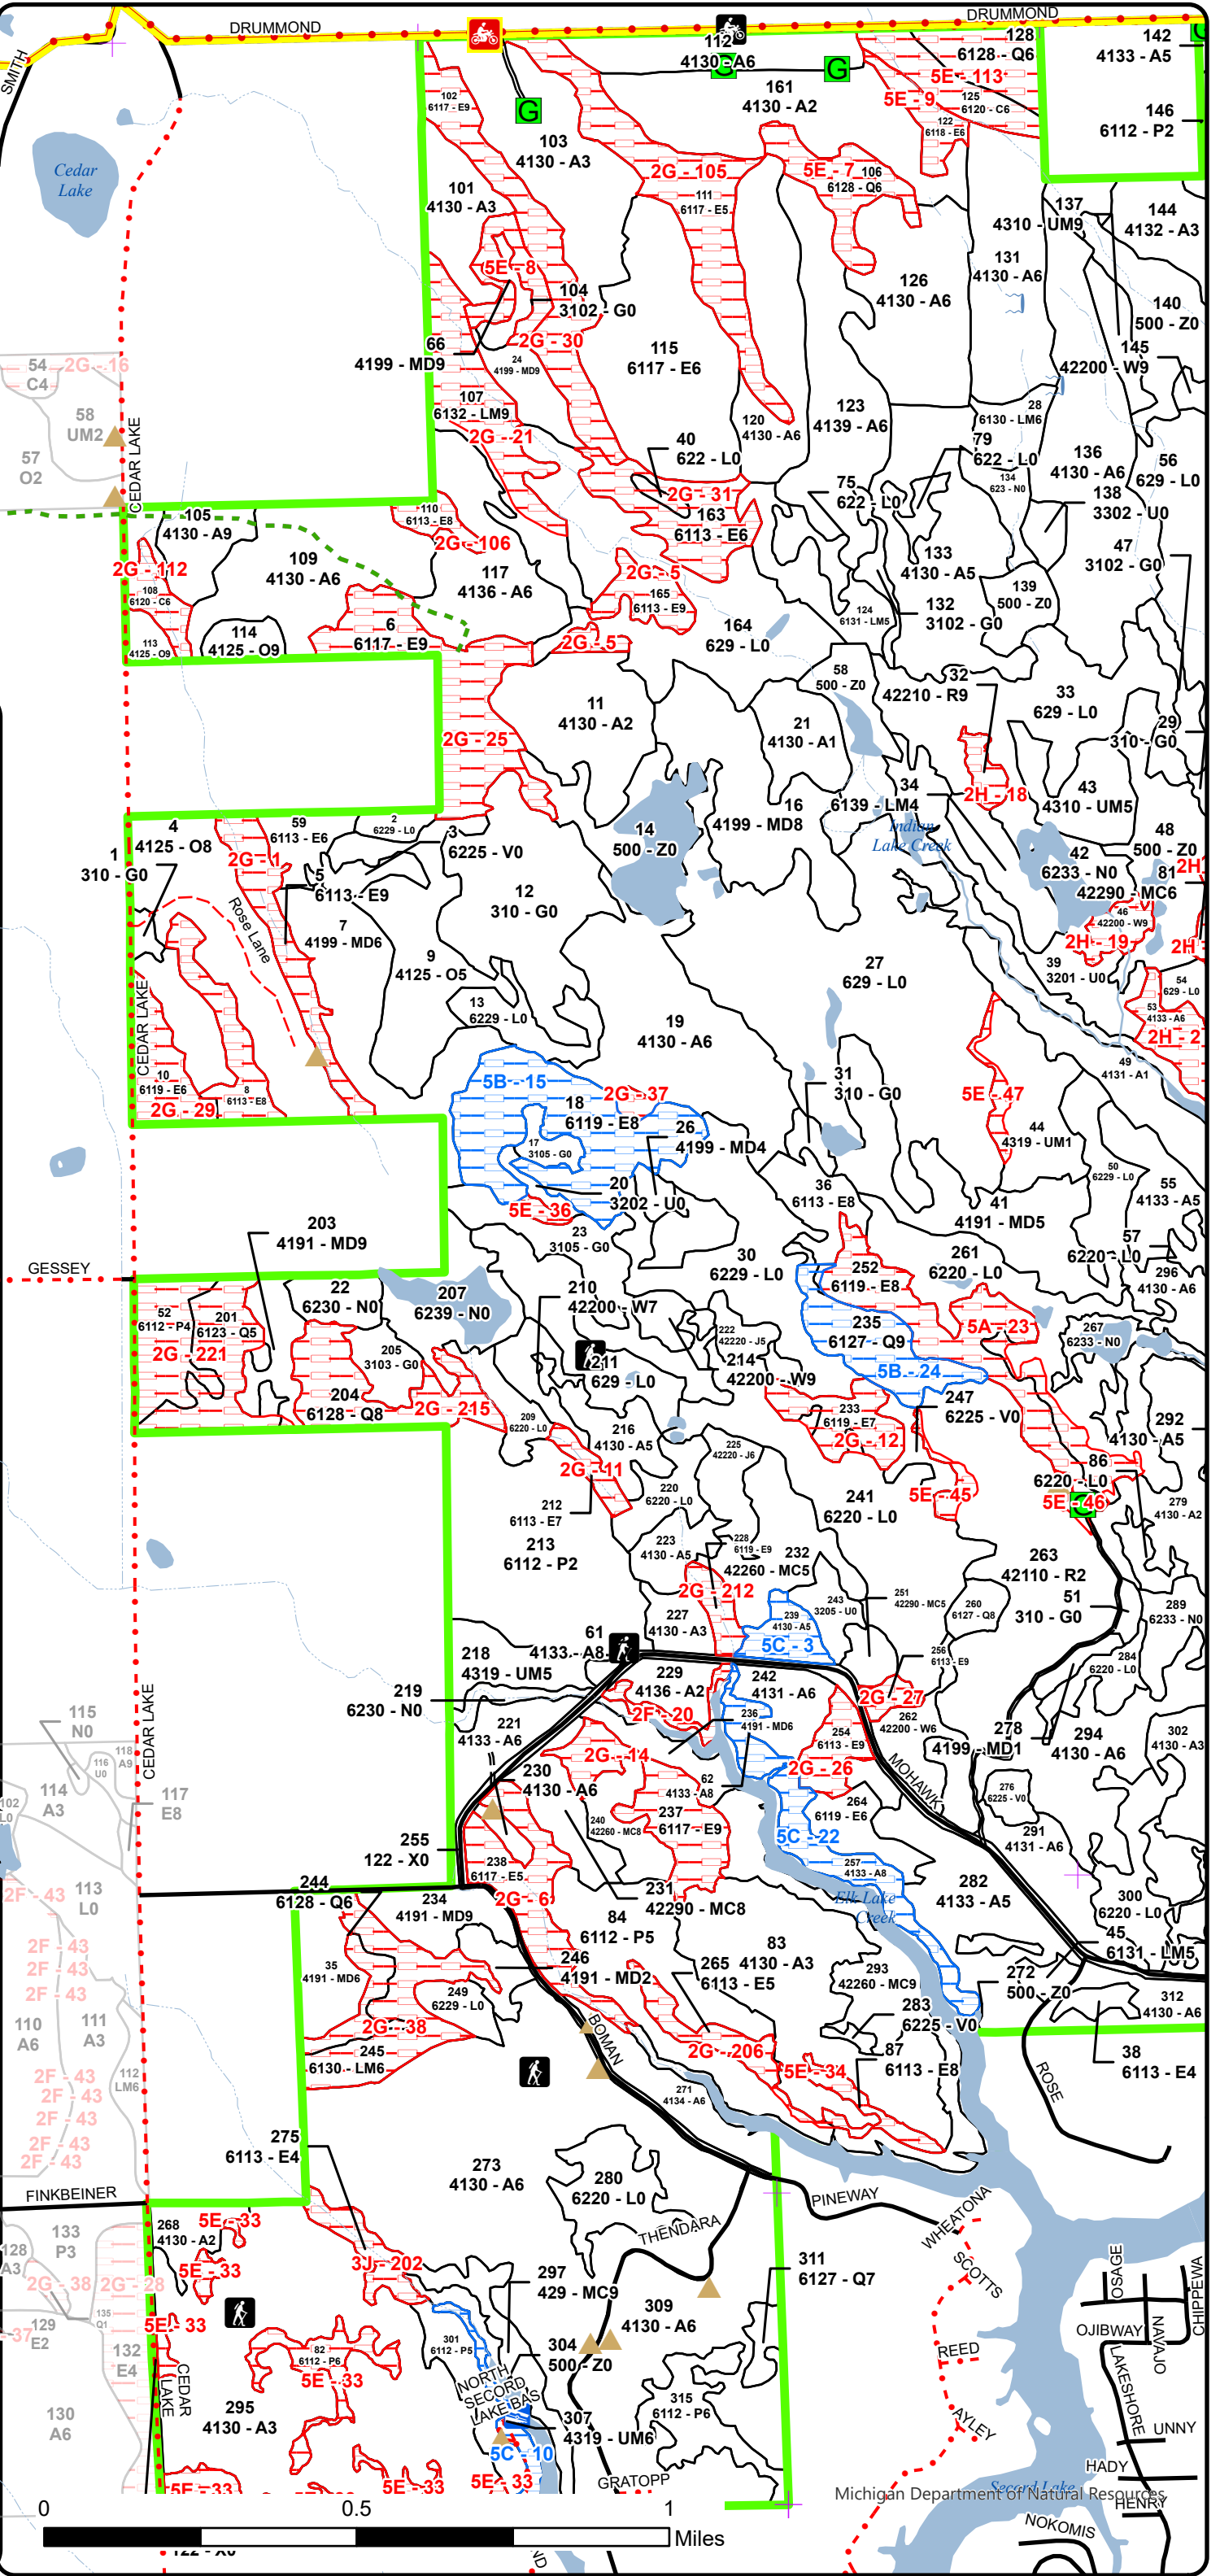 DRUMMOND
DRUMMOND
SMITH
112
4130 - A6
G
G
G
128
6128 - Q6
142
4133 - A5
5E - 113
161
4130 - A2
5E - 9
102
6117 - E9
125
6120 - C6
146
6112 - P2
122
6118 - E6
103
4130 - A3
Cedar
Lake
2G - 105
5E - 7
106
6128 - Q6
101
4130 - A3
111
6117 - E5
137
4310 - UM9
144
4132 - A3
131
4130 - A6
5E - 8
126
4130 - A6
104
3102 - G0
140
500 - Z0
66
4199 - MD9
2G - 30
24
4199 - MD9
115
6117 - E6
145
42200 - W9
54
C4
2G - 16
107
6132 - LM9
58
UM2
123
4139 - A6
28
6130 - LM6
120
4130 - A6
2G - 21
40
622 - L0
79
622 - L0
136
4130 - A6
56
629 - L0
57
O2
CEDAR LAKE
75
622 - L0
134
623 - N0
138
3302 - U0
2G - 31
163
6113 - E6
105
4130 - A9
110
6113 - E8
2G - 106
133
4130 - A5
47
3102 - G0
109
4130 - A6
117
4136 - A6
2G - 112
108
6120 - C6
2G - 5
165
6113 - E9
139
500 - Z0
124
6131 - LM5
132
3102 - G0
114
4125 - O9
6
6117 - E9
164
629 - L0
113
4125 - O9
2G - 5
58
500 - Z0
32
42210 - R9
33
629 - L0
11
4130 - A2
21
4130 - A1
29
310 - G0
2G - 25
34
6139 - LM4
2H - 18
43
4310 - UM5
16
4199 - MD8
14
500 - Z0
Indian
Lake Creek
48
500 - Z0
42
6233 - N0
81
42290 - MC6
2H
4
4125 - O8
59
6113 - E6
2
6229 - L0
3
6225 - V0
2G - 1
1
310 - G0
5
6113 - E9
12
310 - G0
Rose Lane
7
4199 - MD6
46
42200 - W9
2H - 19
2H
9
4125 - O5
27
629 - L0
39
3201 - U0
54
629 - L0
53
4133 - A6
13
6229 - L0
19
4130 - A6
2H - 2
CEDAR LAKE
49
4131 - A1
10
6119 - E6
8
6113 - E8
2G - 29
5B - 15
2G - 37
18
6119 - E8
31
310 - G0
5E - 47
26
4199 - MD4
44
4319 - UM1
17
3105 - G0
50
6229 - L0
55
4133 - A5
20
3202 - U0
36
6113 - E8
5E - 36
41
4191 - MD5
23
3105 - G0
203
4191 - MD9
57
6220 - L0
GESSEY
30
6229 - L0
252
6119 - E8
261
6220 - L0
296
4130 - A6
22
6230 - N0
207
6239 - N0
210
42200 - W7
52
6112 - P4
201
6123 - Q5
235
6127 - Q9
5A - 23
267
6233 - N0
222
42220 - J5
2G - 221
205
3103 - G0
211
629 - L0
214
42200 - W9
5B - 24
204
6128 - Q8
2G - 215
247
6225 - V0
233
6119 - E7
2G - 12
209
6220 - L0
216
4130 - A5
292
4130 - A5
225
42220 - J6
2G - 11
86
6220 - L0
220
6220 - L0
5E - 45
5E - 46
C
212
6113 - E7
241
6220 - L0
279
4130 - A2
213
6112 - P2
223
4130 - A5
228
6119 - E9
232
42260 - MC5
263
42110 - R2
2G - 212
51
310 - G0
251
42290 - MC5
243
3205 - U0
260
6127 - Q8
289
6233 - N0
227
4130 - A3
239
4130 - A5
5C - 3
61
4133 - A8
218
4319 - UM5
256
6113 - E9
284
6220 - L0
229
4136 - A2
242
4131 - A6
219
6230 - N0
2G - 27
2F - 20
262
42200 - W6
115
N0
CEDAR LAKE
221
4133 - A6
236
4191 - MD6
254
6113 - E9
278
4199 - MD1
294
4130 - A6
302
4130 - A3
118
A9
116
U0
2G - 14
230
4130 - A6
2G - 26
MOHAWK
114
A3
117
E8
62
4133 - A8
276
6225 - V0
102
L0
264
6119 - E6
237
6117 - E9
240
42260 - MC8
5C - 22
291
4131 - A6
255
122 - X0
238
6117 - E5
257
4133 - A8
244
6128 - Q6
234
4191 - MD9
2G - 6
231
42290 - MC8
282
4133 - A5
2F - 43
113
L0
Elk Lake
Creek
300
6220 - L0
84
6112 - P5
45
6131 - LM5
2F - 43
2F - 43
2F - 43
35
4191 - MD6
246
4191 - MD2
83
4130 - A3
265
6113 - E5
293
42260 - MC9
272
500 - Z0
249
6229 - L0
283
6225 - V0
312
4130 - A6
110
A6
111
A3
2G - 38
BOMAN
2G - 206
87
6113 - E8
38
6113 - E4
245
6130 - LM6
5E - 34
ROSE
112
LM6
2F - 43
2F - 43
2F - 43
271
4134 - A6
2F - 43
2F - 43
275
6113 - E4
273
4130 - A6
280
6220 - L0
FINKBEINER
PINEWAY
WHEATONA
THENDARA
268
4130 - A2
5E - 33
133
P3
128
A3
5E - 33
3J - 202
SCOTTS
OSAGE
CHIPPEWA
2G - 38
2G - 28
297
429 - MC9
311
6127 - Q7
309
4130 - A6
135
Q1
129
E2
37
5E - 33
OJIBWAY
NAVAJO
LAKESHORE
132
E4
82
6112 - P6
5E - 33
301
6112 - P5
304
500 - Z0
REED
CEDAR
LAKE
NORTH
SECORD
LAKE BAS
315
6112 - P6
130
A6
295
4130 - A3
307
4319 - UM6
AYLEY
UNNY
5C - 10
5E - 33
5E - 33
5E - 33
GRATOPP
HADY
Secord Lake
Michigan Department of Natural Resources
HENRY
0
0.5
1
Miles
NOKOMIS
122 - X0
ND